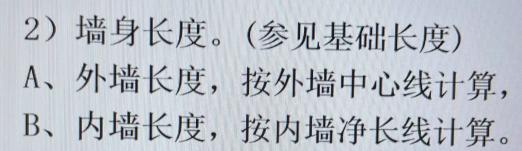 2）墙身长度。(参见基础长度)
A、外墙长度，按外墙中心线计算，
B、内墙长度，按内墙净长线计算。